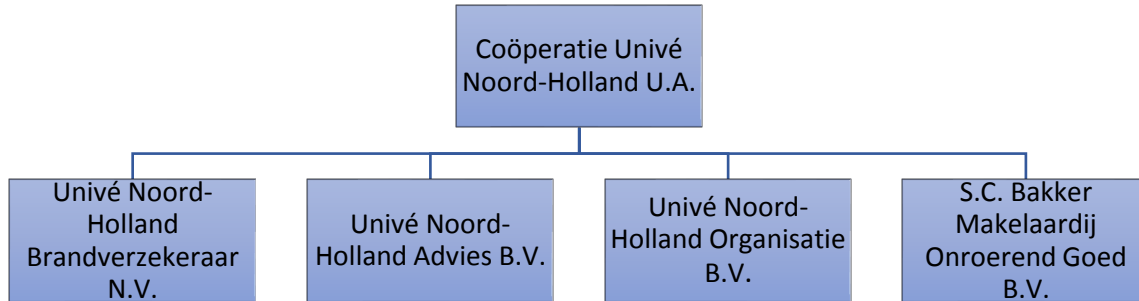 Coöperatie Univé
Noord-Holland U.A.
Univé Noord-
Holland
Brandverzekeraar
N.V.
Univé Noord-
Holland Advies B.V.
Univé Noord-
Holland Organisatie
B.V.
S.C. Bakker
Makelaardij
Onroerend Goed
B.V.